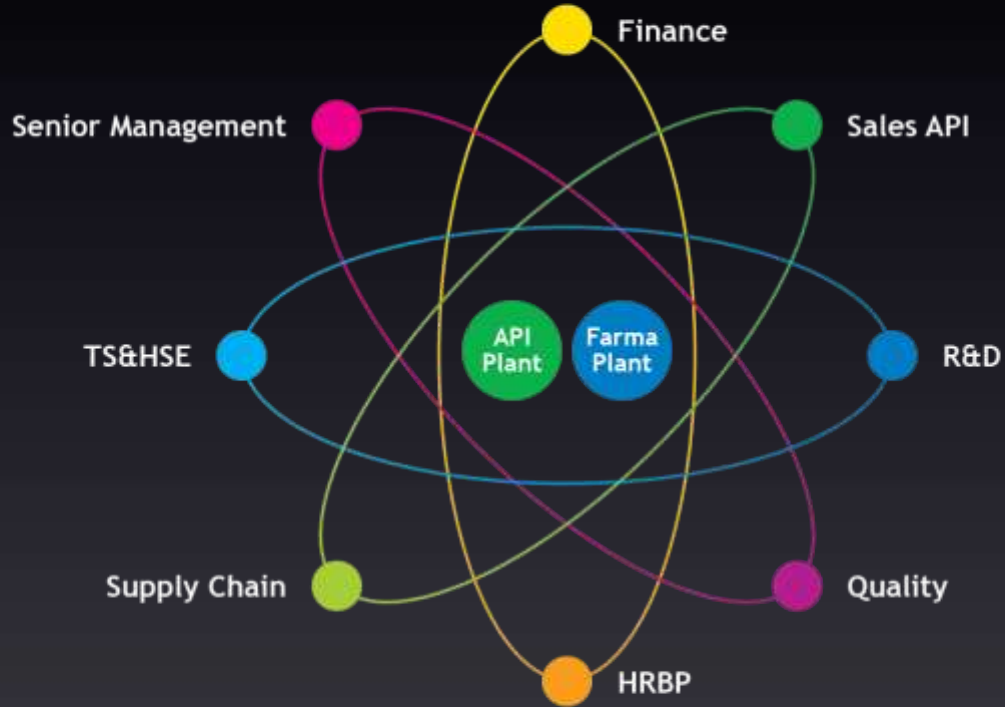 Finance
Senior Management
Sales API
API
Plant
Farma
Plant
TS&HSE
R&D
Supply Chain
Quality
HRBP